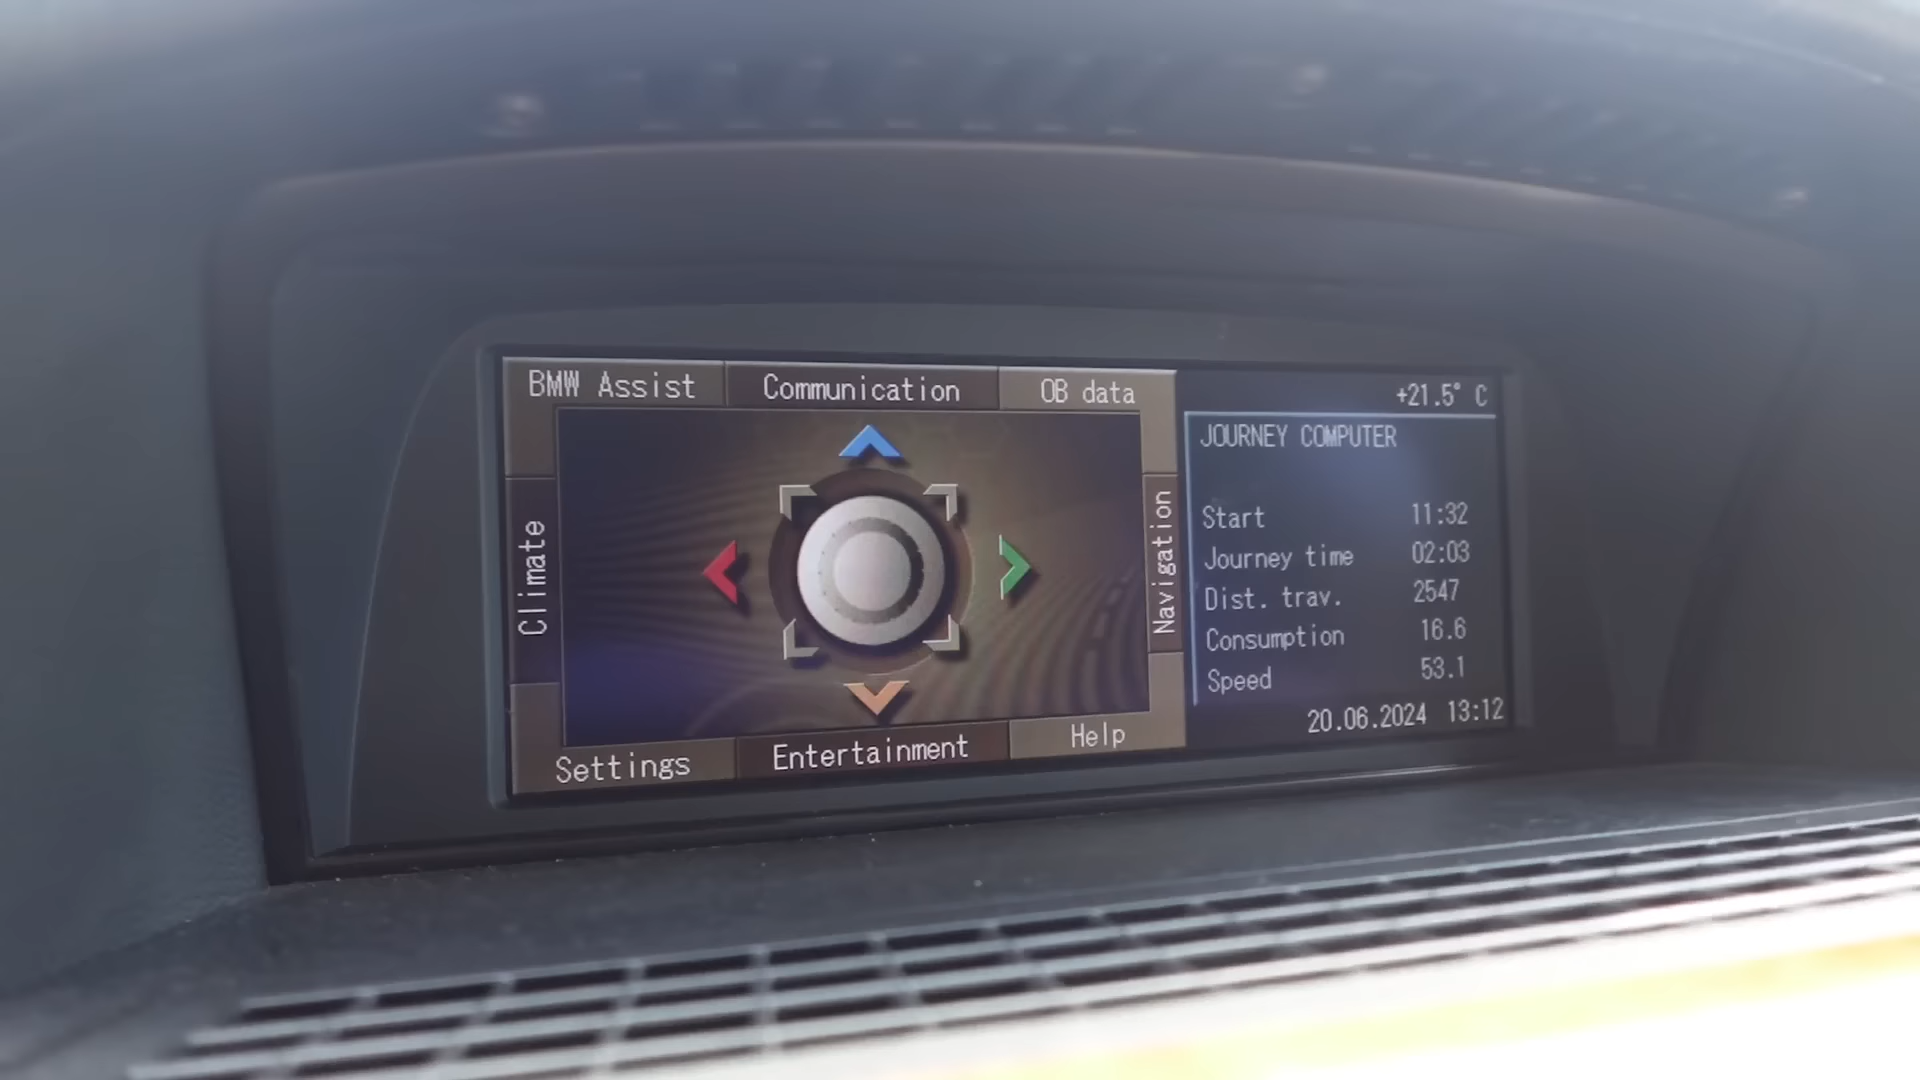 BMW Assist
Communication
OB data
Climate
Navigation
Settings
Entertainment
Help
+21.5° C
JOURNEY COMPUTER
Start 11:32
Journey time 02:03
Dist. trav. 2547
Consumption 16.6
Speed 53.1
20.06.2024 13:12